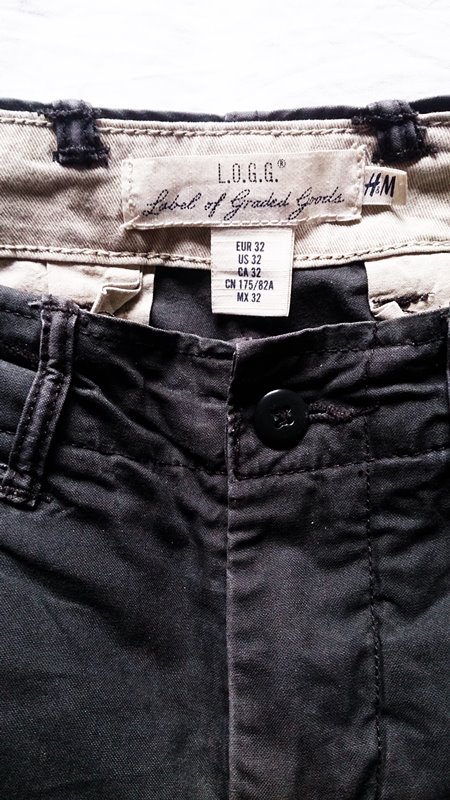 L.O.G.G.®
Label of Graded Goods
H&M
EUR 32
US 32
CA 32
CN 175/82A
MX 32